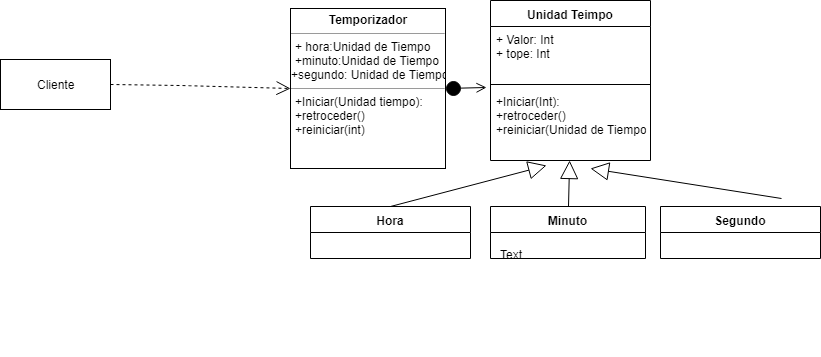 Cliente
Temporizador
+ hora:Unidad de Tiempo
+minuto:Unidad de Tiempo
+segundo: Unidad de Tiempo
+Iniciar(Unidad tiempo):
+retroceder()
+reiniciar(int)
Unidad Teimpo
+ Valor: Int
+ tope: Int
+Iniciar(Int):
+retroceder()
+reiniciar(Unidad de Tiempo
Hora
Minuto
Text
Segundo